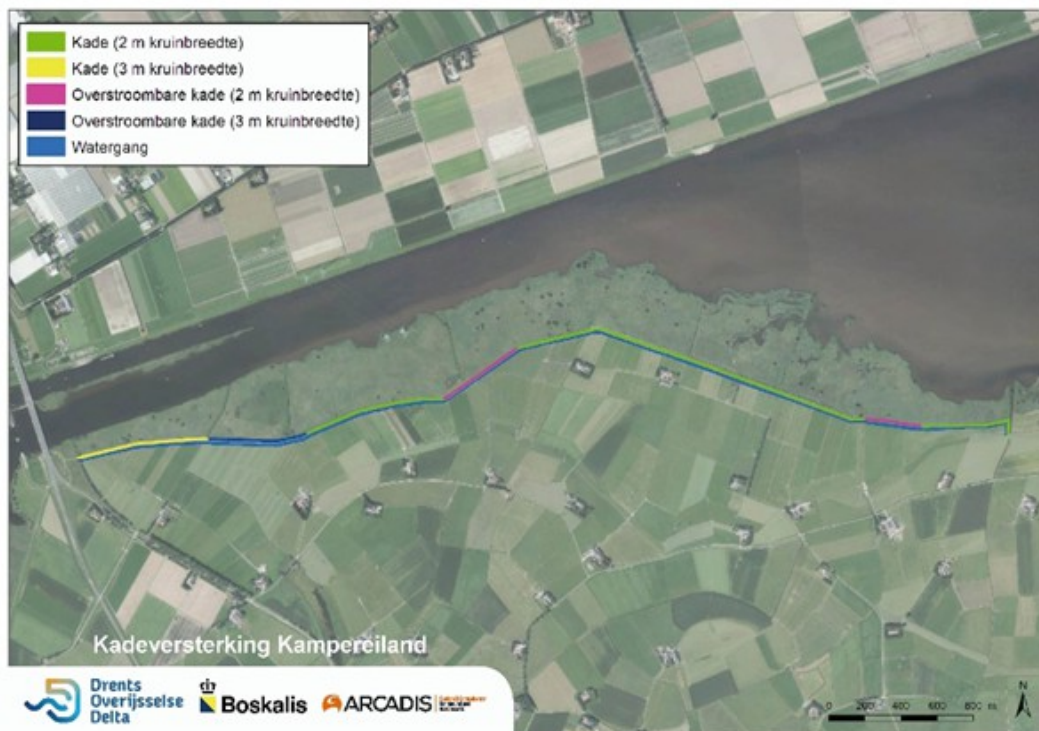 Kade (2 m kruinbreedte)
Kade (3 m kruinbreedte)
Overstroombare kade (2 m kruinbreedte)
Overstroombare kade (3 m kruinbreedte)
Watergang
Kadeversterking Kampereiland
Drents
Overijsselse
Delta
Boskalis
ARCADIS
N
0 200 400 600 800 m